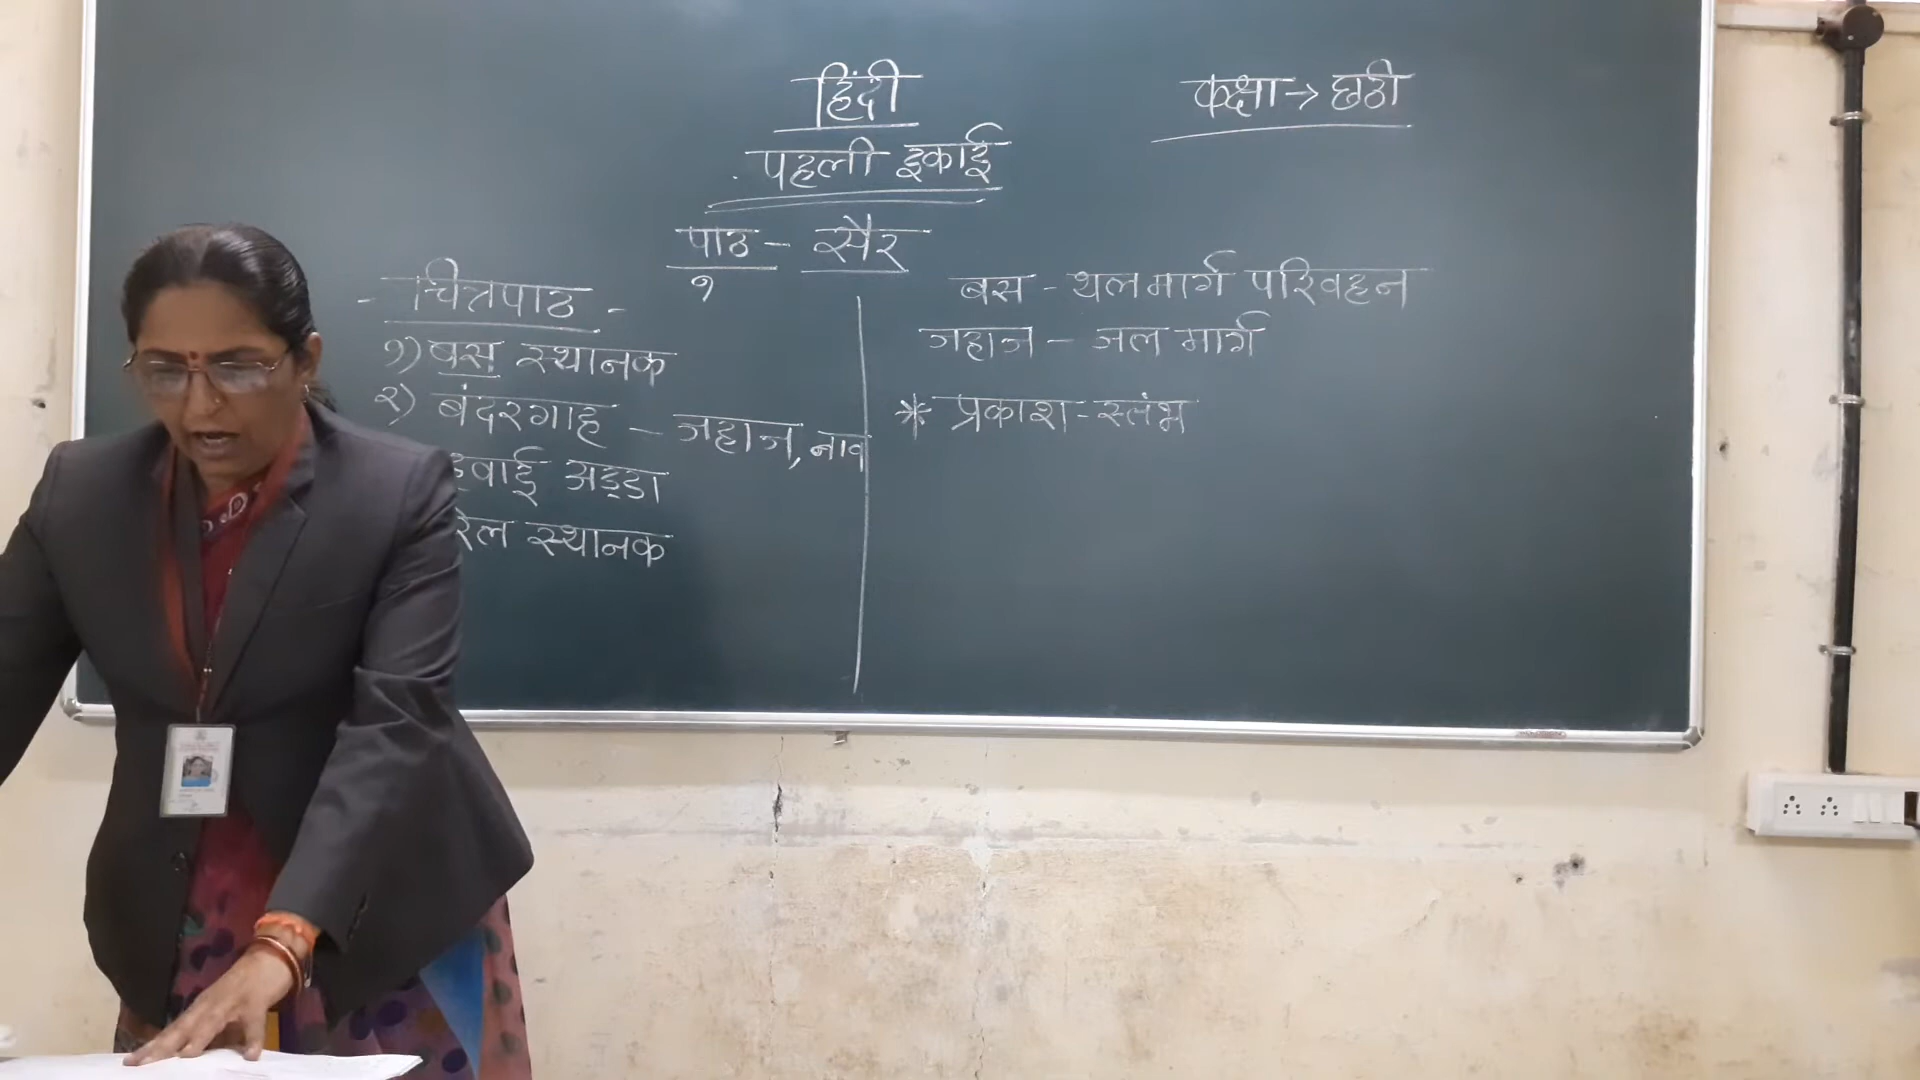 हिंदी
कक्षा → छठी
पहली इकाई
पाठ - सैर
१
- चित्रपाठ -
१) बस स्थानक
२) बंदरगाह - जहाज, नाव
हवाई अड्डा
रेल स्थानक
बस - थलमार्ग परिवहन
जहाज - जल मार्ग
* प्रकाश-स्तंभ